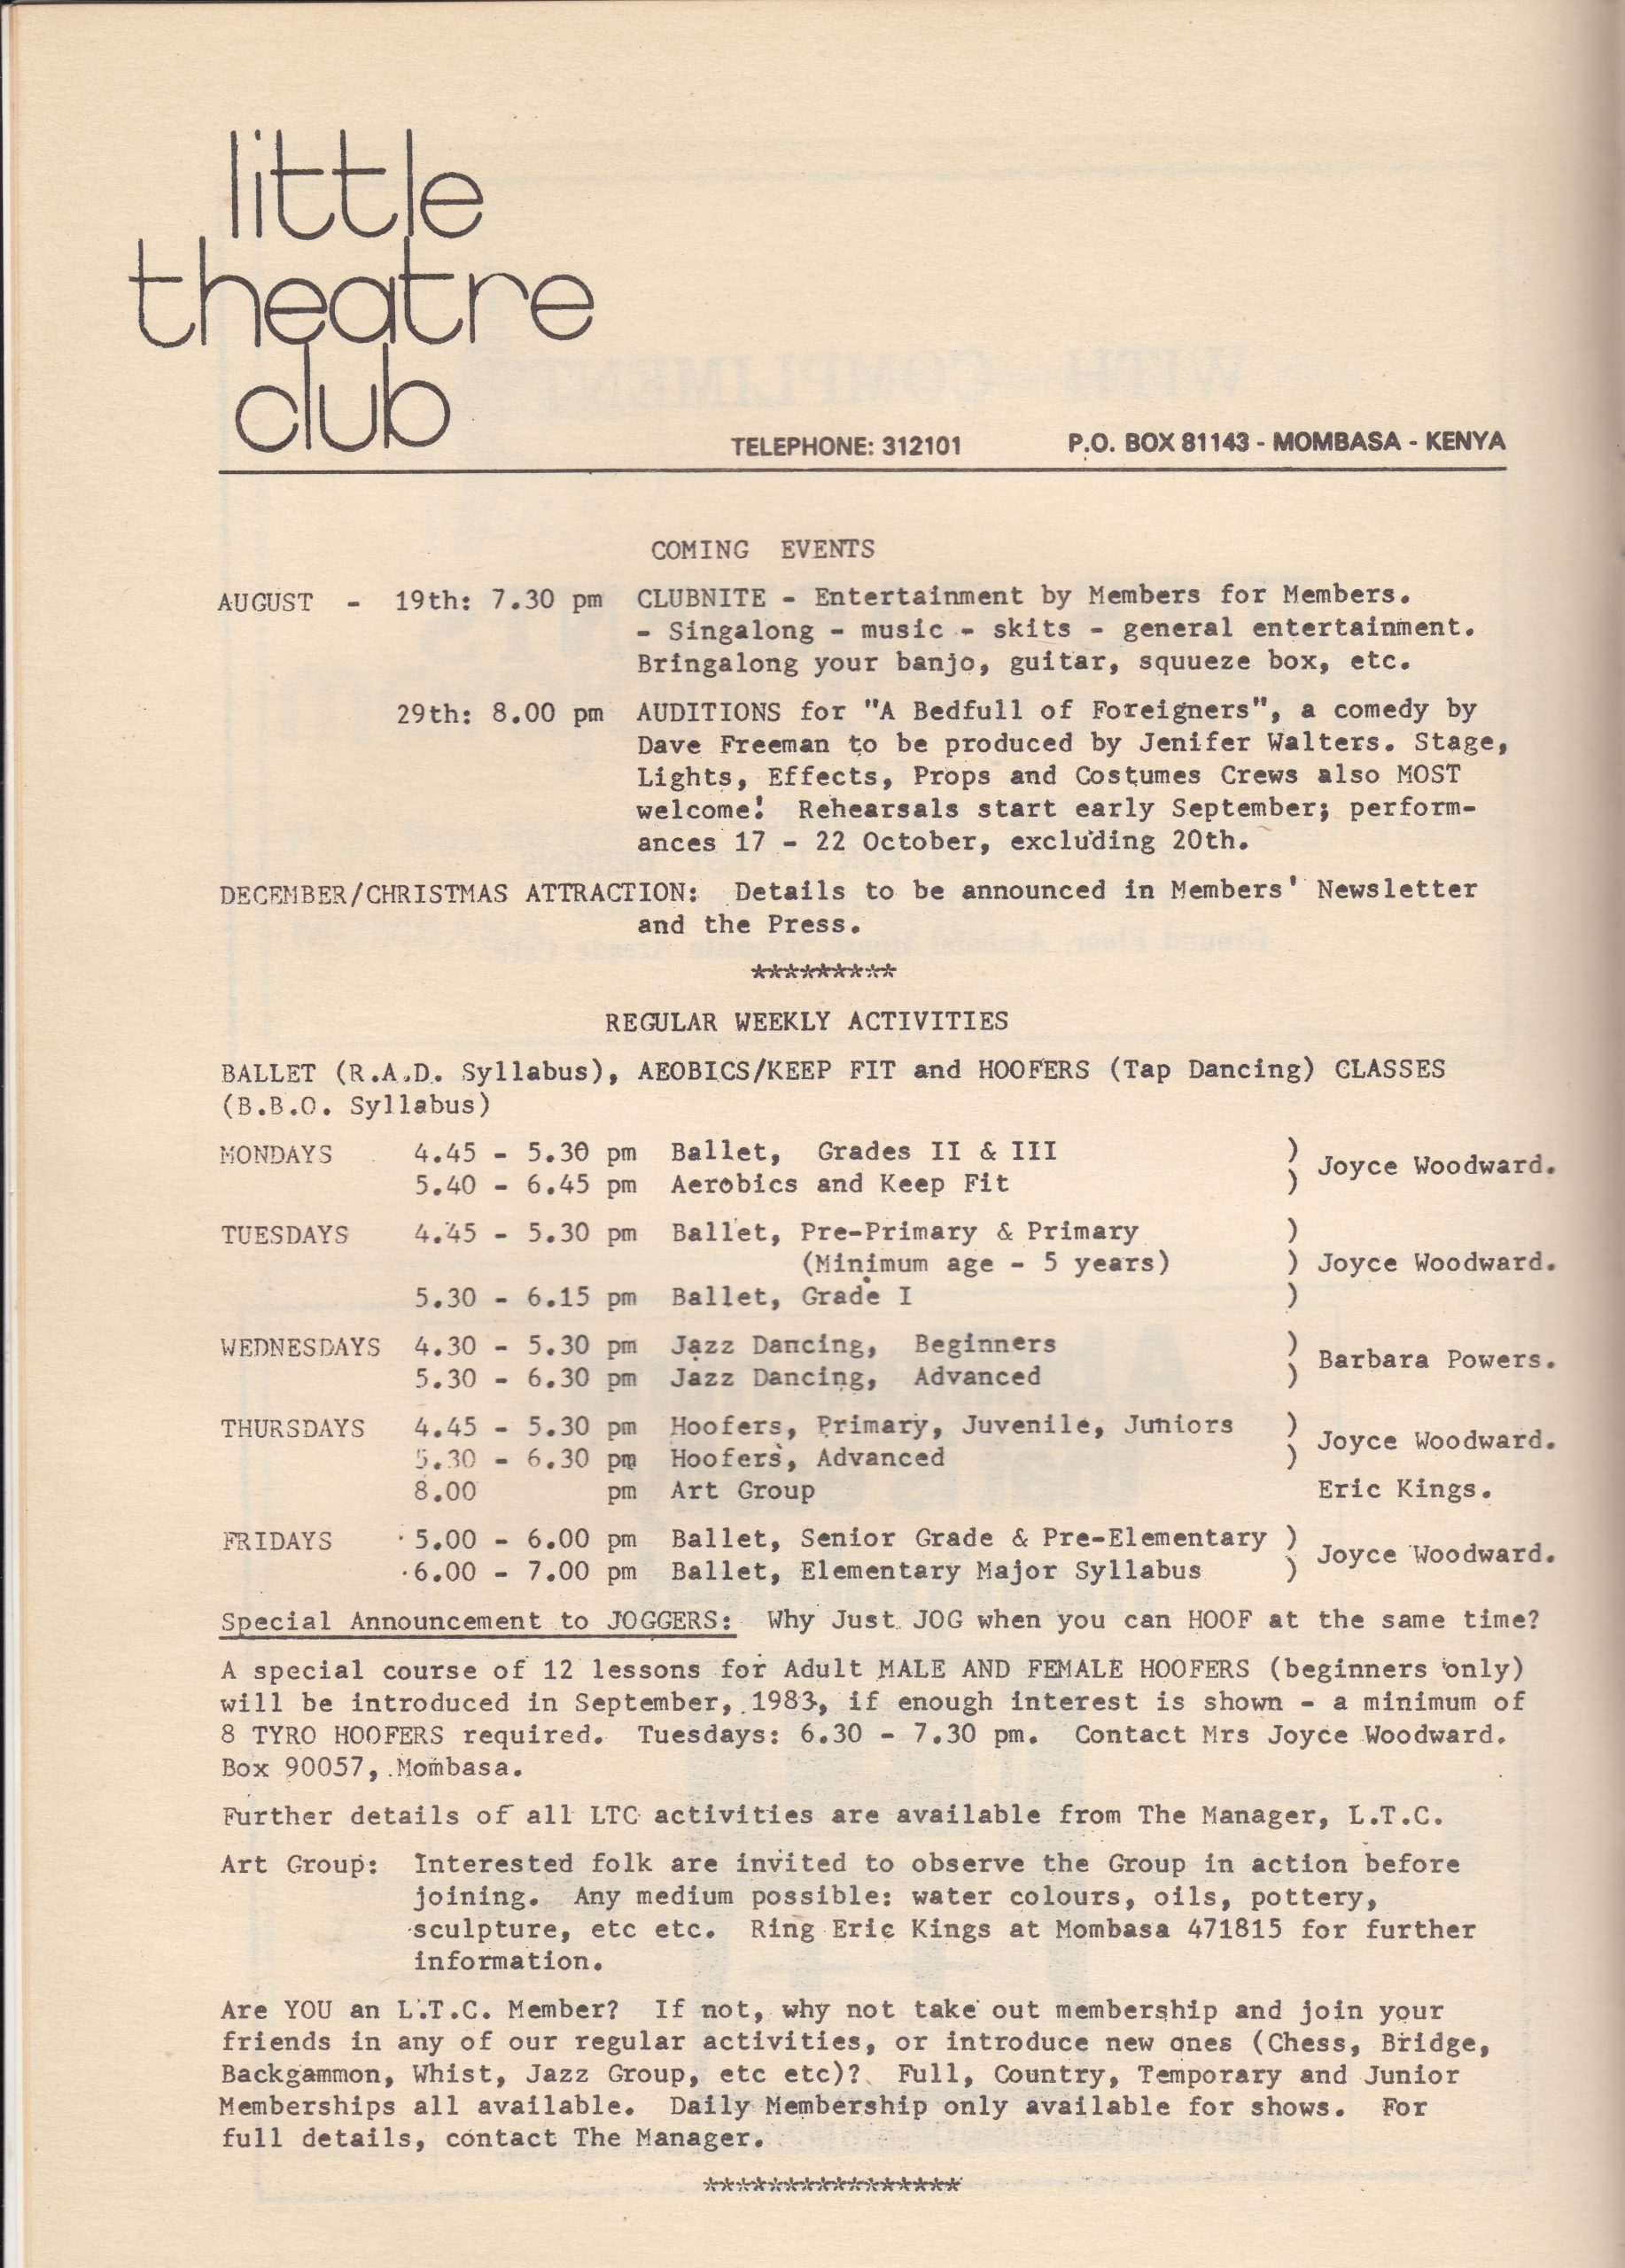 little
theatre
club
TELEPHONE: 312101 P.O. BOX 81143 - MOMBASA - KENYA
COMING EVENTS
AUGUST - 19th: 7.30 pm CLUBNITE - Entertainment by Members for Members.
- Singalong - music - skits - general entertainment.
Bringalong your banjo, guitar, squueze box, etc.
29th: 8.00 pm AUDITIONS for "A Bedfull of Foreigners", a comedy by
Dave Freeman to be produced by Jenifer Walters. Stage,
Lights, Effects, Props and Costumes Crews also MOST
welcome! Rehearsals start early September; perform-
ances 17 - 22 October, excluding 20th.
DECEMBER/CHRISTMAS ATTRACTION: Details to be announced in Members' Newsletter
and the Press.
*********
REGULAR WEEKLY ACTIVITIES
BALLET (R.A.D. Syllabus), AEOBICS/KEEP FIT and HOOFERS (Tap Dancing) CLASSES
(B.B.O. Syllabus)
MONDAYS 4.45 - 5.30 pm Ballet, Grades II & III )
5.40 - 6.45 pm Aerobics and Keep Fit ) Joyce Woodward.
TUESDAYS 4.45 - 5.30 pm Ballet, Pre-Primary & Primary )
(Minimum age - 5 years) ) Joyce Woodward.
5.30 - 6.15 pm Ballet, Grade I )
WEDNESDAYS 4.30 - 5.30 pm Jazz Dancing, Beginners )
5.30 - 6.30 pm Jazz Dancing, Advanced ) Barbara Powers.
THURSDAYS 4.45 - 5.30 pm Hoofers, Primary, Juvenile, Juniors )
5.30 - 6.30 pm Hoofers, Advanced ) Joyce Woodward.
8.00 pm Art Group Eric Kings.
FRIDAYS 5.00 - 6.00 pm Ballet, Senior Grade & Pre-Elementary )
6.00 - 7.00 pm Ballet, Elementary Major Syllabus ) Joyce Woodward.
Special Announcement to JOGGERS: Why Just JOG when you can HOOF at the same time?
A special course of 12 lessons for Adult MALE AND FEMALE HOOFERS (beginners only)
will be introduced in September, 1983, if enough interest is shown - a minimum of
8 TYRO HOOFERS required. Tuesdays: 6.30 - 7.30 pm. Contact Mrs Joyce Woodward.
Box 90057, Mombasa.
Further details of all LTC activities are available from The Manager, L.T.C.
Art Group: Interested folk are invited to observe the Group in action before
joining. Any medium possible: water colours, oils, pottery,
sculpture, etc etc. Ring Eric Kings at Mombasa 471815 for further
information.
Are YOU an L.T.C. Member? If not, why not take out membership and join your
friends in any of our regular activities, or introduce new ones (Chess, Bridge,
Backgammon, Whist, Jazz Group, etc etc)? Full, Country, Temporary and Junior
Memberships all available. Daily Membership only available for shows. For
full details, contact The Manager.
****************